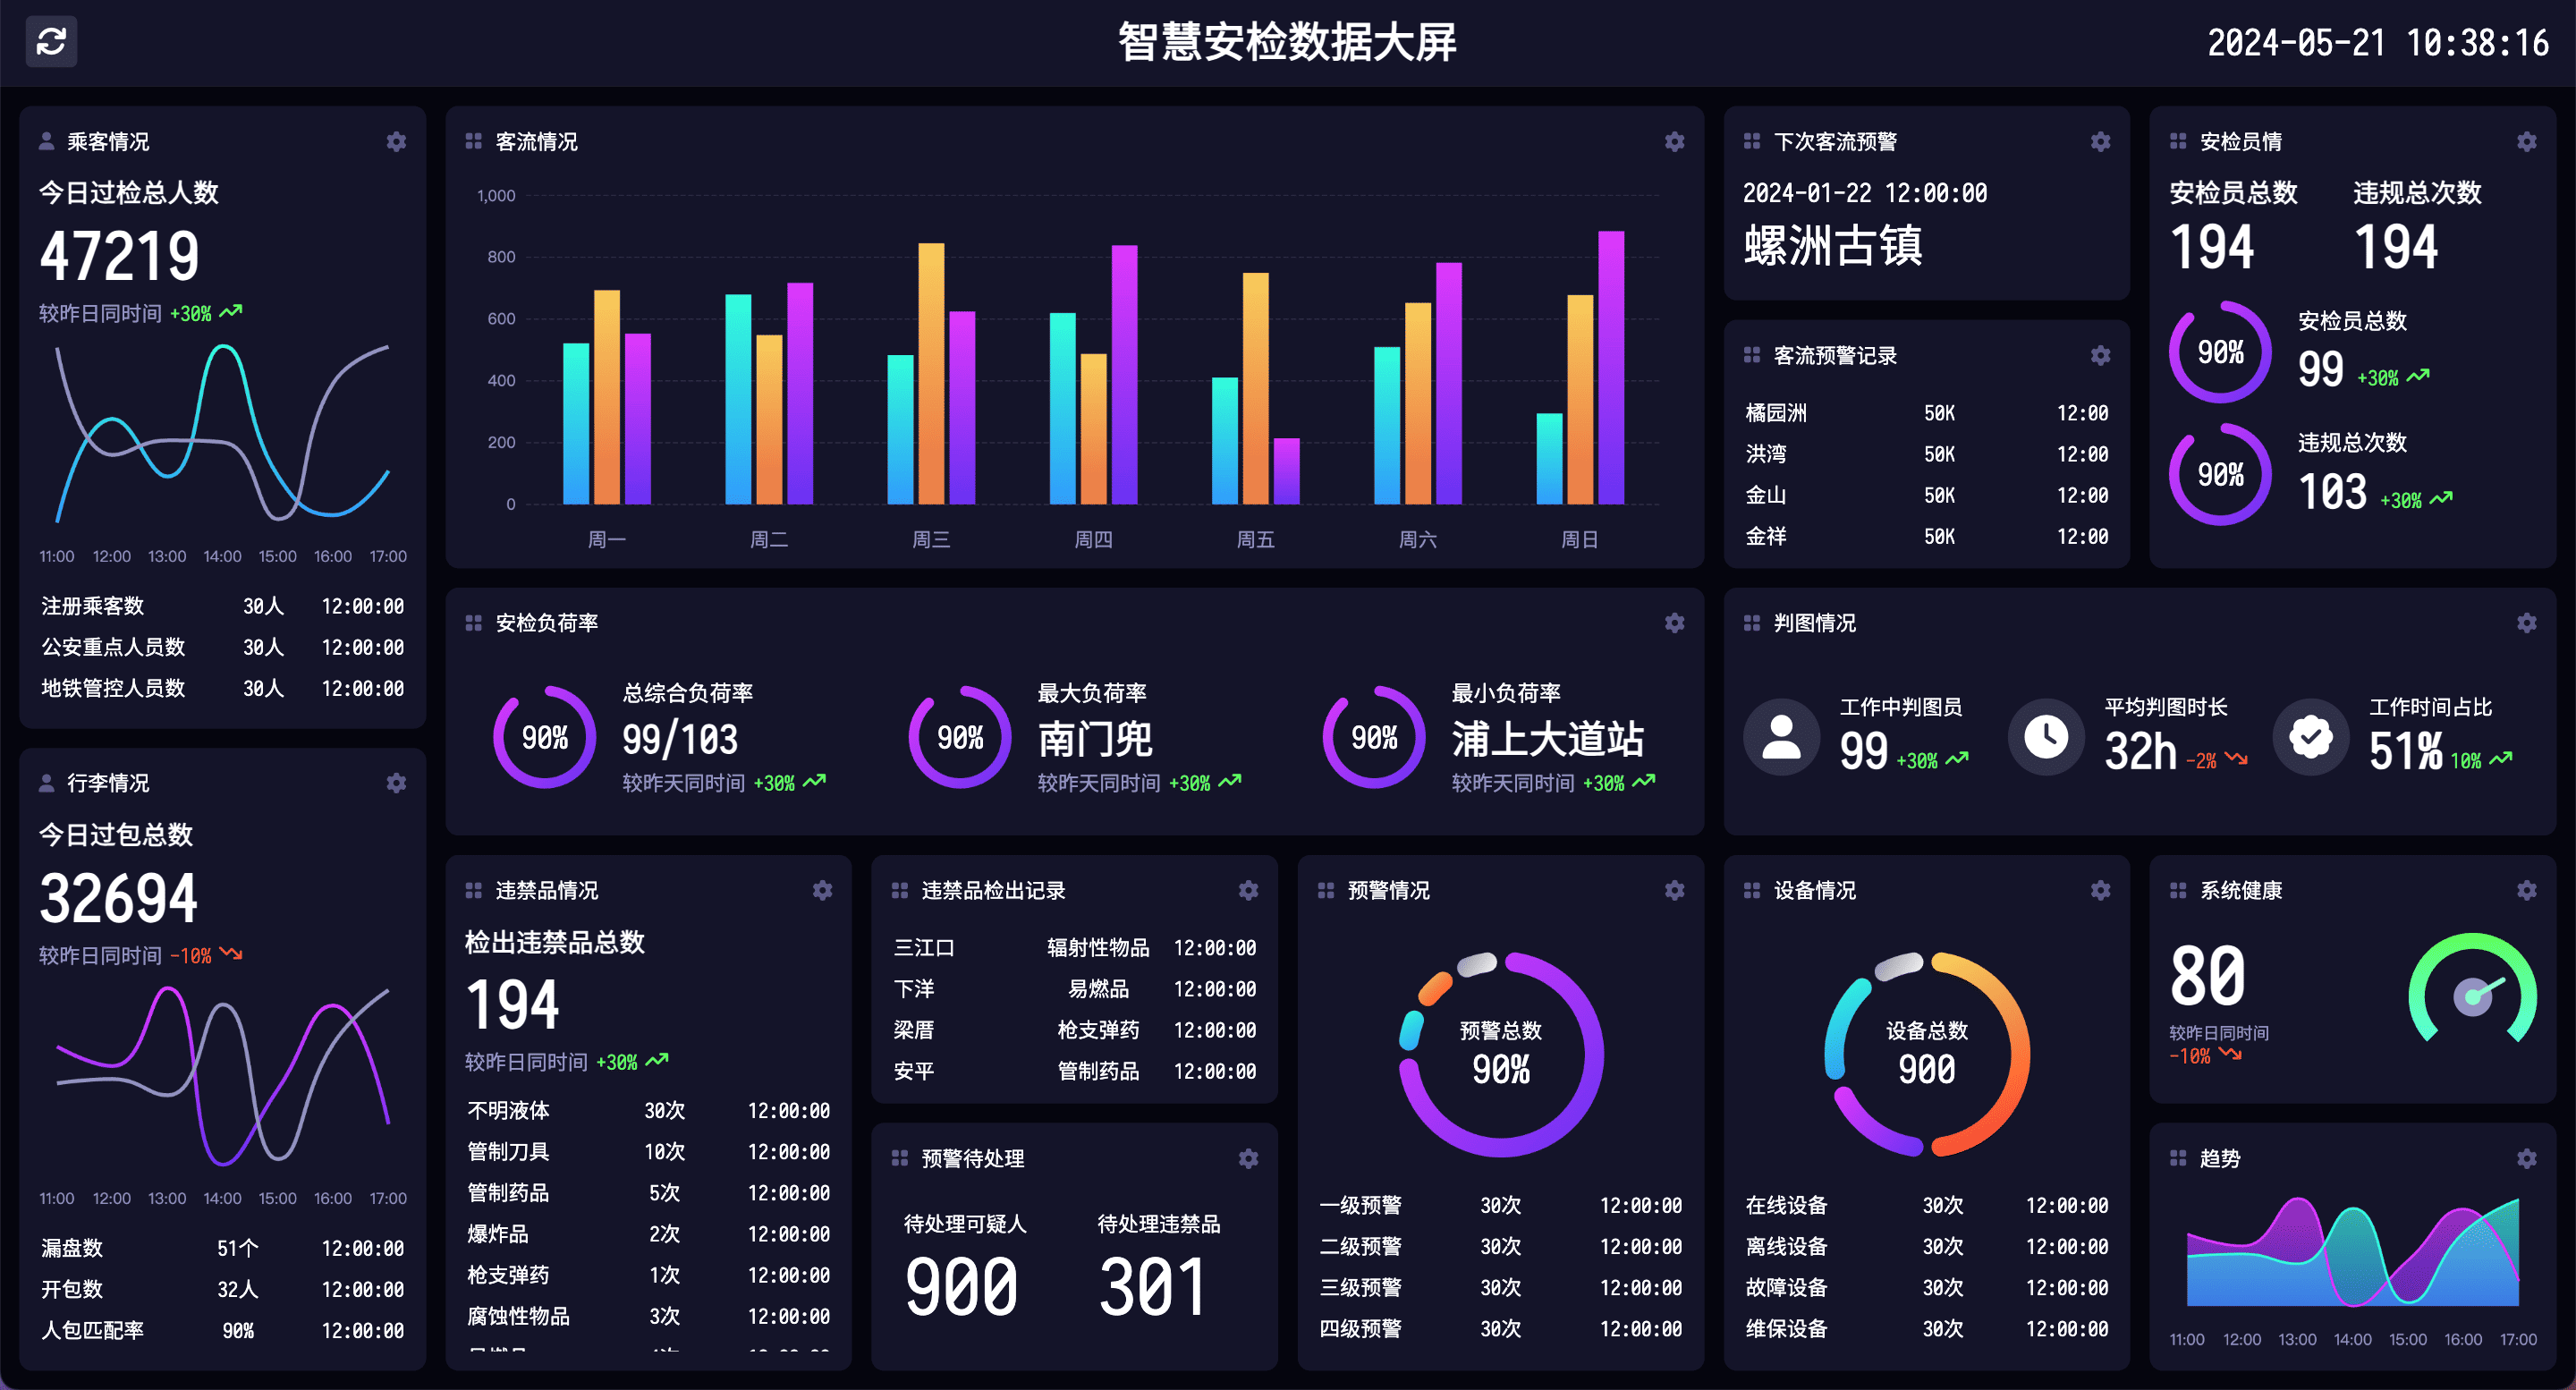 智慧安检数据大屏
2024-05-21 10:38:16
乘客情况
今日过检总人数
47219
较昨日同时间 +30%
11:00 12:00 13:00 14:00 15:00 16:00 17:00
注册乘客数 30人 12:00:00
公安重点人员数 30人 12:00:00
地铁管控人员数 30人 12:00:00
行李情况
今日过包总数
32694
较昨日同时间 -10%
11:00 12:00 13:00 14:00 15:00 16:00 17:00
漏盘数 51个 12:00:00
开包数 32人 12:00:00
人包匹配率 90% 12:00:00
客流情况
1,000
800
600
400
200
0
周一 周二 周三 周四 周五 周六 周日
下次客流预警
2024-01-22 12:00:00
螺洲古镇
客流预警记录
橘园洲 50K 12:00
洪湾 50K 12:00
金山 50K 12:00
金祥 50K 12:00
安检员情
安检员总数 违规总次数
194 194
90%
安检员总数
99 +30%
90%
违规总次数
103 +30%
安检负荷率
90%
总综合负荷率
99/103
较昨天同时间 +30%
90%
最大负荷率
南门兜
较昨天同时间 +30%
90%
最小负荷率
浦上大道站
较昨天同时间 +30%
判图情况
工作中判图员
99 +30%
平均判图时长
32h -2%
工作时间占比
51% 10%
违禁品情况
检出违禁品总数
194
较昨日同时间 +30%
不明液体 30次 12:00:00
管制刀具 10次 12:00:00
管制药品 5次 12:00:00
爆炸品 2次 12:00:00
枪支弹药 1次 12:00:00
腐蚀性物品 3次 12:00:00
违禁品检出记录
三江口 辐射性物品 12:00:00
下洋 易燃品 12:00:00
梁厝 枪支弹药 12:00:00
安平 管制药品 12:00:00
预警待处理
待处理可疑人 待处理违禁品
900 301
预警情况
预警总数
90%
一级预警 30次 12:00:00
二级预警 30次 12:00:00
三级预警 30次 12:00:00
四级预警 30次 12:00:00
设备情况
设备总数
900
在线设备 30次 12:00:00
离线设备 30次 12:00:00
故障设备 30次 12:00:00
维保设备 30次 12:00:00
系统健康
80
较昨日同时间
-10%
趋势
11:00 12:00 13:00 14:00 15:00 16:00 17:00